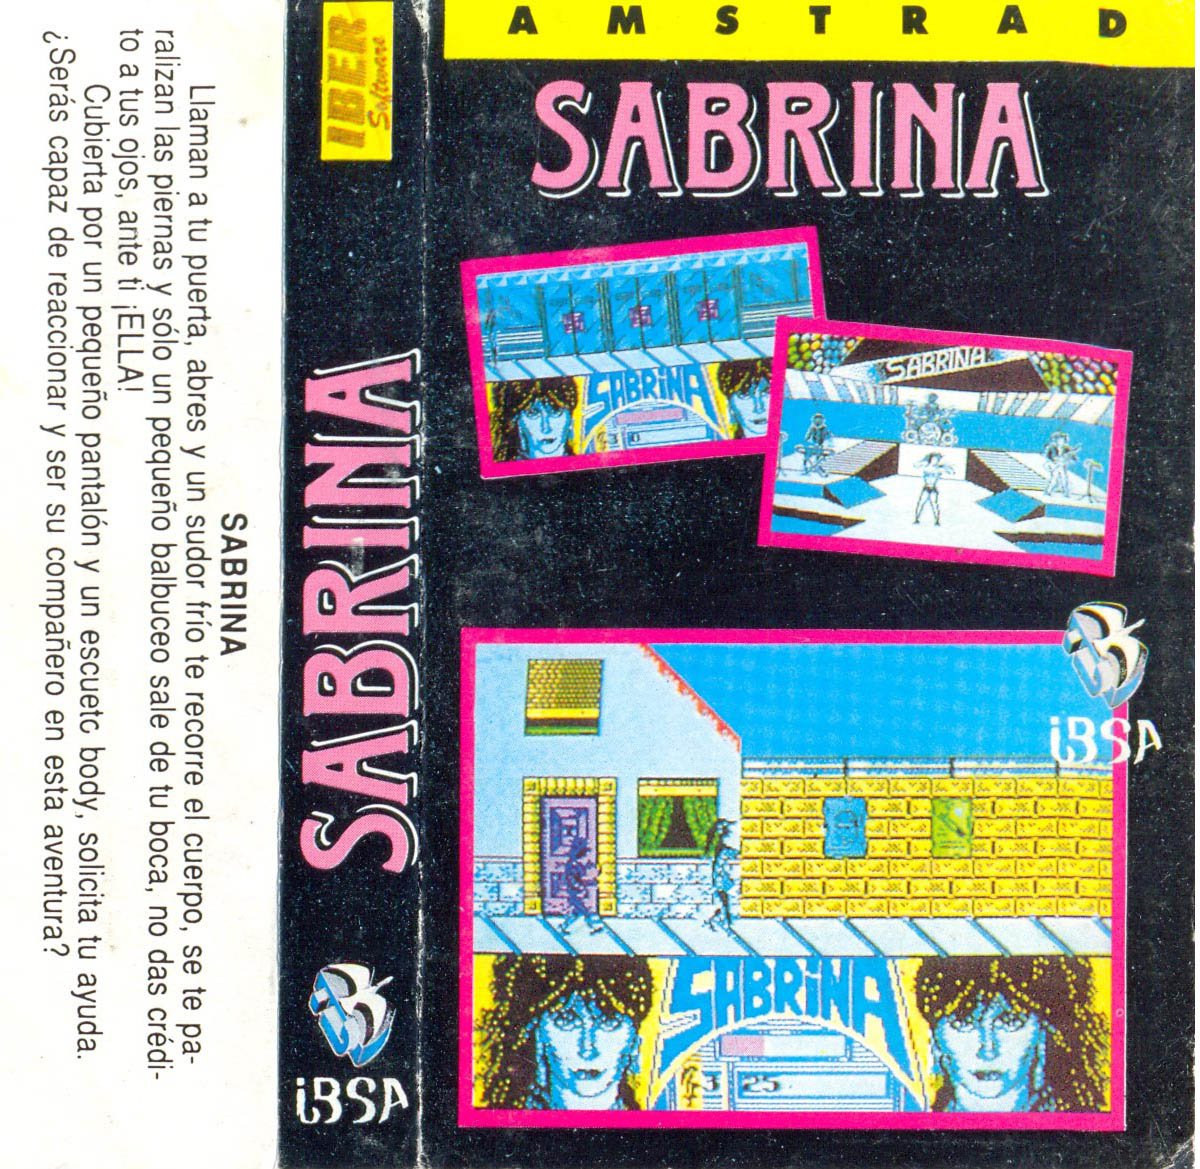 AMSTRAD
SABRINA
SABRINA
SABRINA
SABRINA
3 25
iBSA
IBER
Software
SABRINA
iBSA
SABRINA
Llaman a tu puerta, abres y un sudor frío te recorre el cuerpo, se te pa-
ralizan las piernas y sólo un pequeño balbuceo sale de tu boca, no das crédi-
to a tus ojos, ante ti ¡ELLA!
Cubierta por un pequeño pantalón y un escuetc body, solicita tu ayuda.
¿Serás capaz de reaccionar y ser su compañero en esta aventura?